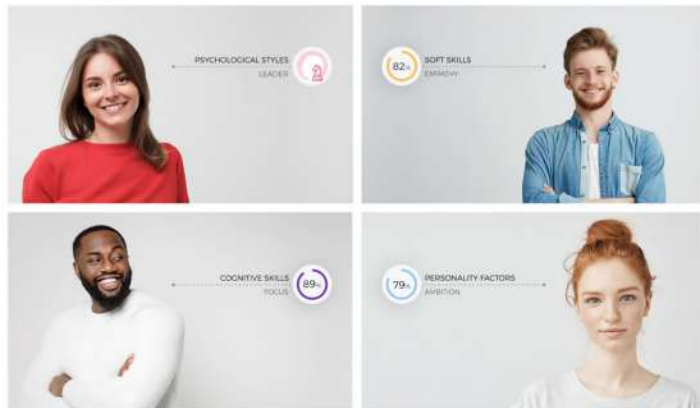 PSYCHOLOGICAL STYLES
LEADER
82%
SOFT SKILLS
EMPATHY
COGNITIVE SKILLS
FOCUS
89%
79%
PERSONALITY FACTORS
AMBITION